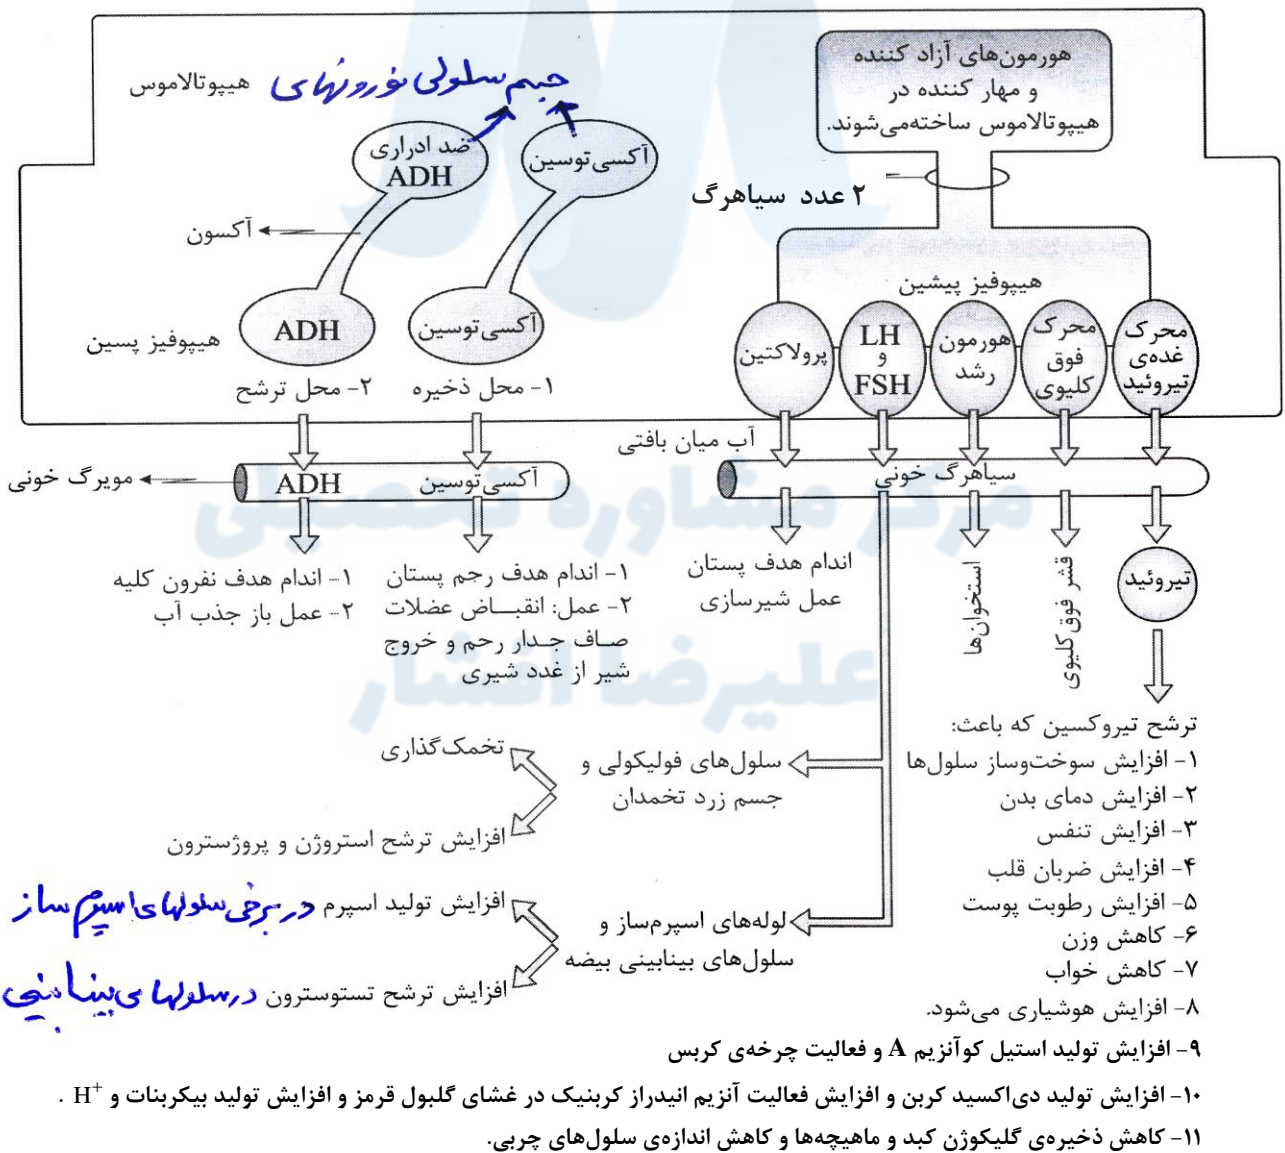 هورمون‌های آزاد کننده
و مهار کننده در
هیپوتالاموس ساخته‌می‌شوند.
هیپوتالاموس
جسم سلولی نورونهای
ضد ادراری
ADH
آکسی‌توسین
۲ عدد سیاهرگ
آکسون
هیپوفیز پیشین
محرک
غده‌ی
تیروئید
محرک
فوق
کلیوی
هورمون
رشد
LH
و
FSH
پرولاکتین
آکسی‌توسین
ADH
هیپوفیز پسین
۱- محل ذخیره
۲- محل ترشح
آب میان بافتی
سیاهرگ خونی
آکسی‌توسین
ADH
مویرگ خونی
تیروئید
قشر فوق کلیوی
استخوان‌ها
اندام هدف پستان
عمل شیرسازی
۱- اندام هدف رجم پستان
۲- عمل: انقبـــاض عضلات
صــاف جــدار رحم و خروج
شیر از غدد شیری
۱- اندام هدف نفرون کلیه
۲- عمل باز جذب آب
ترشح تیروکسین که باعث:
۱- افزایش سوخت‌وساز سلول‌ها
۲- افزایش دمای بدن
۳- افزایش تنفس
۴- افزایش ضربان قلب
۵- افزایش رطوبت پوست
۶- کاهش وزن
۷- کاهش خواب
۸- افزایش هوشیاری می‌شود.
سلول‌های فولیکولی و
جسم زرد تخمدان
تخمک‌گذاری
افزایش ترشح استروژن و پروژسترون
لوله‌های اسپرم‌ساز و
سلول‌های بینابینی بیضه
افزایش تولید اسپرم در برخی سلولهای اسپرم ساز
افزایش ترشح تستوسترون در سلولهای بینابینی
۹- افزایش تولید استیل کوآنزیم A و فعالیت چرخه‌ی کربس
۱۰- افزایش تولید دی‌اکسید کربن و افزایش فعالیت آنزیم انیدراز کربنیک در غشای گلبول قرمز و افزایش تولید بیکربنات و H⁺ .
۱۱- کاهش ذخیره‌ی گلیکوژن کبد و ماهیچه‌ها و کاهش اندازه‌ی سلول‌های چربی.
مرکز مشاوره تحصیلی
علیرضا افشار